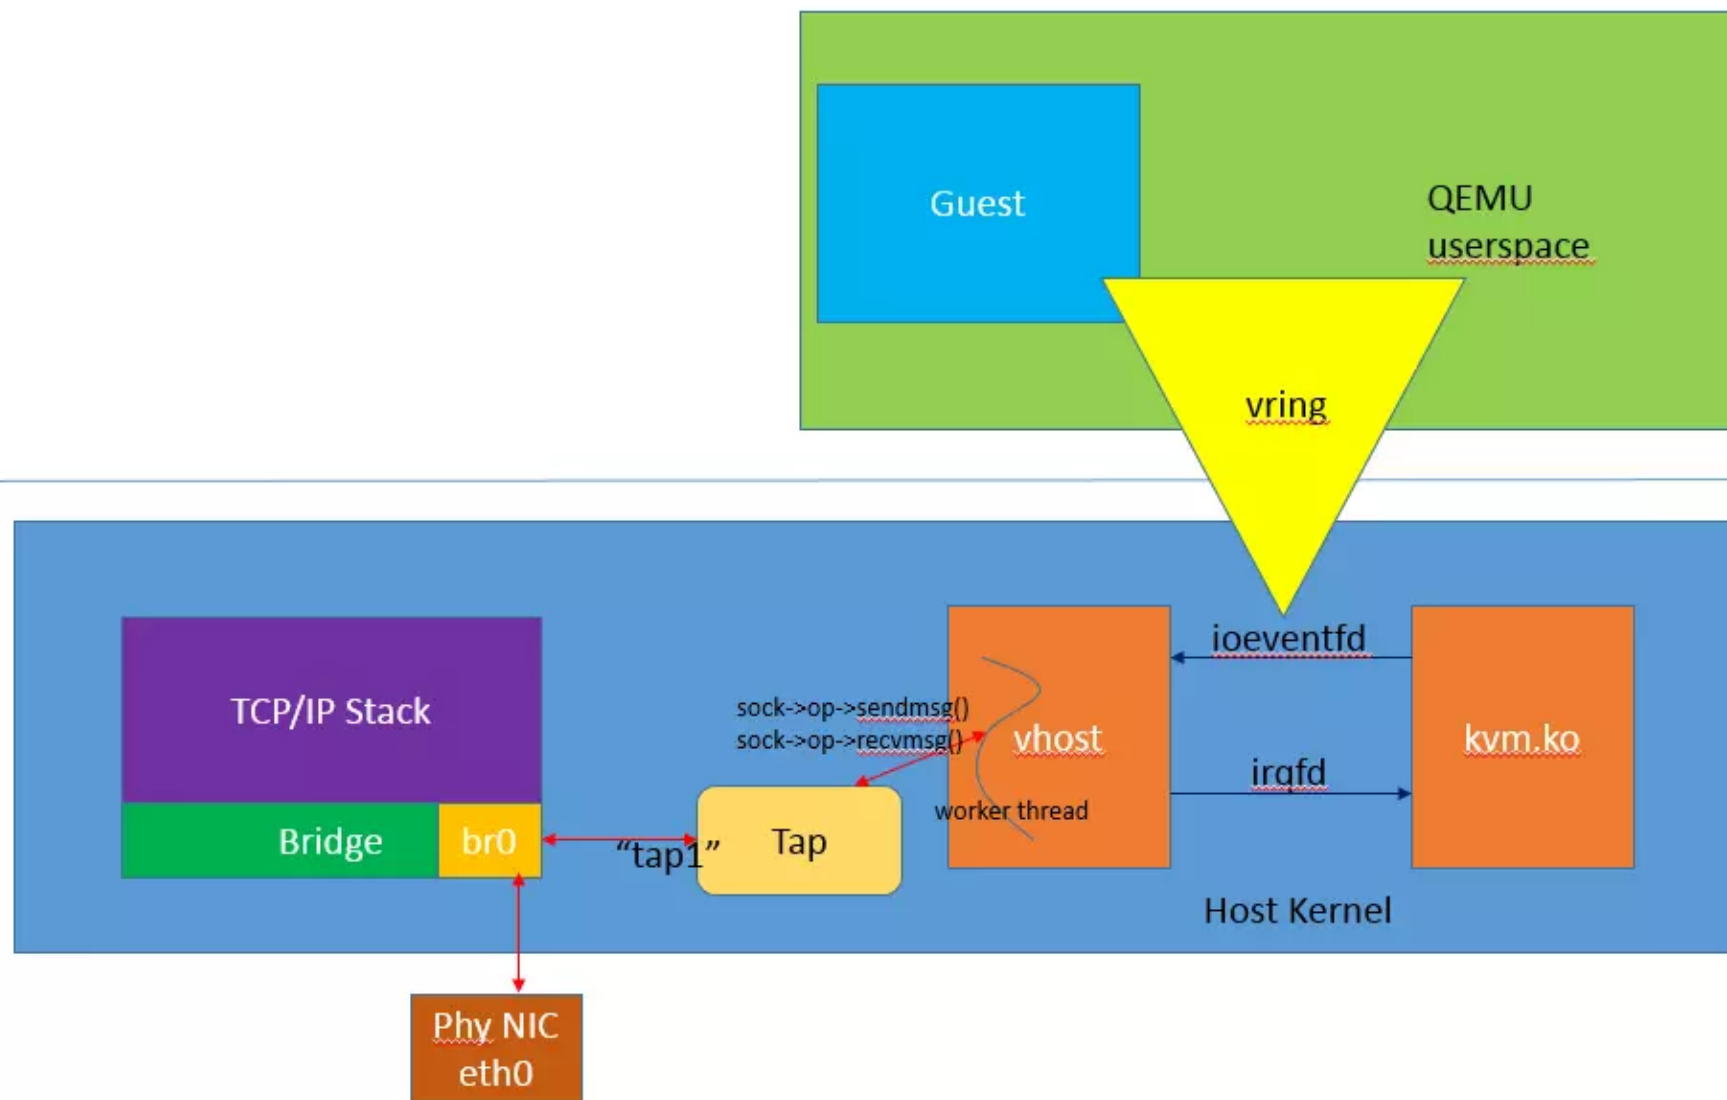 Guest
QEMU
userspace
vring
TCP/IP Stack
Bridge
br0
"tap1"
Tap
sock->op->sendmsg()
sock->op->recvmsg()
vhost
worker thread
ioeventfd
irqfd
kvm.ko
Host Kernel
Phy NIC
eth0